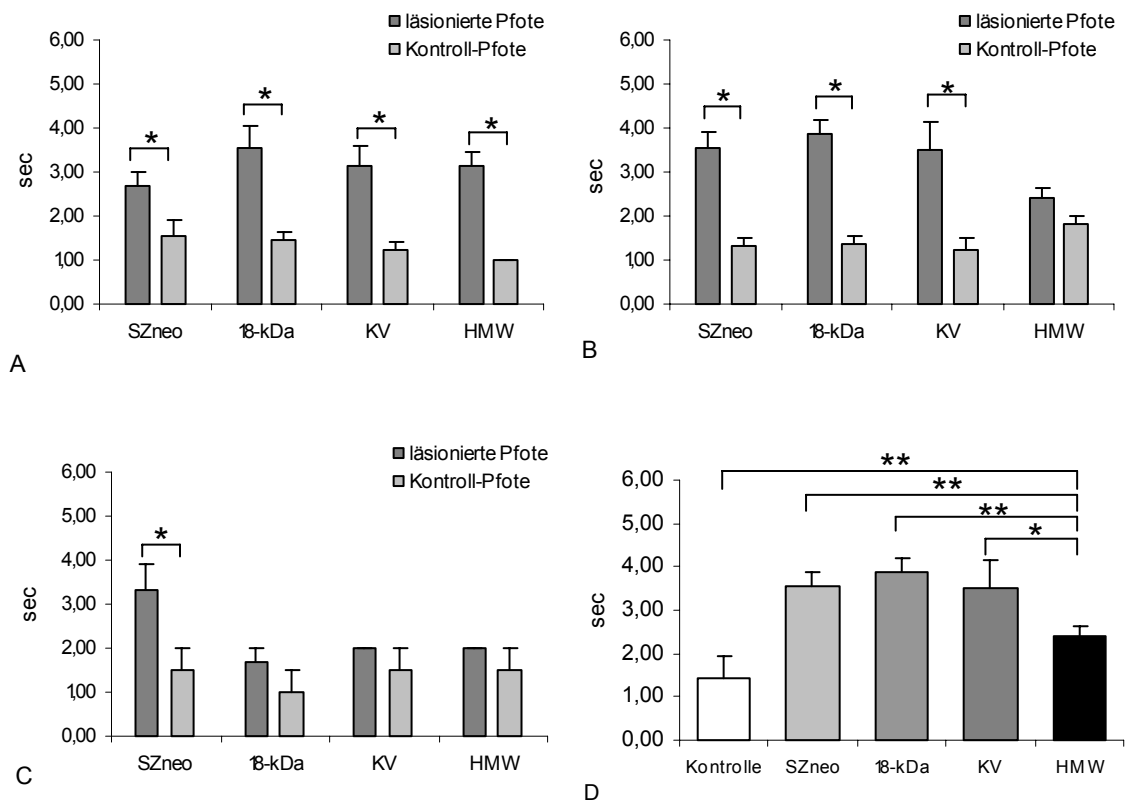 läsionierte Pfote
Kontroll-Pfote
6,00
5,00
4,00
3,00
2,00
1,00
0,00
sec
*
*
*
*
SZneo 18-kDa KV HMW
A
läsionierte Pfote
Kontroll-Pfote
6,00
5,00
4,00
3,00
2,00
1,00
0,00
sec
*
*
*
SZneo 18-kDa KV HMW
B
läsionierte Pfote
Kontroll-Pfote
6,00
5,00
4,00
3,00
2,00
1,00
0,00
sec
*
SZneo 18-kDa KV HMW
C
6,00
5,00
4,00
3,00
2,00
1,00
0,00
sec
**
**
**
*
Kontrolle SZneo 18-kDa KV HMW
D